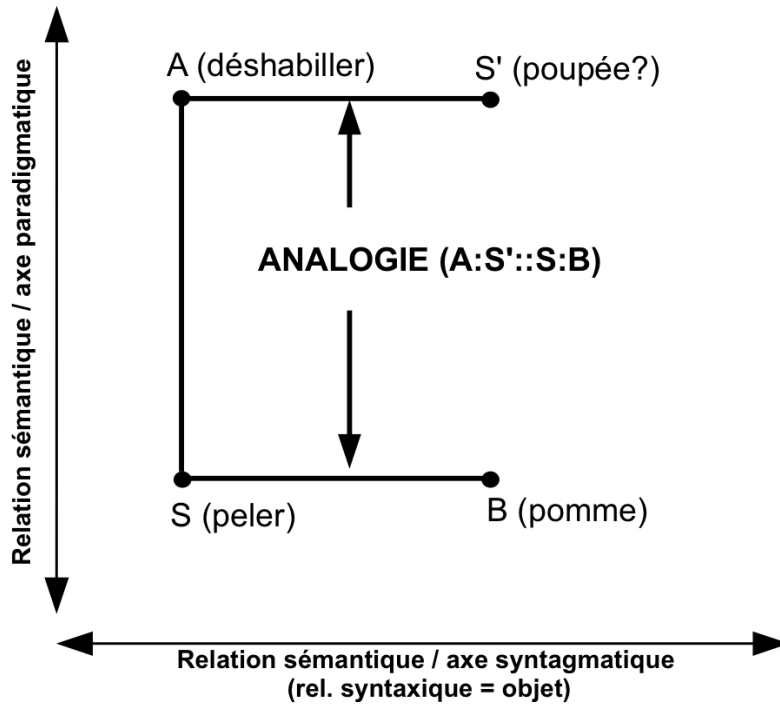 A (déshabiller)
S' (poupée?)
Relation sémantique / axe paradigmatique
ANALOGIE (A:S'::S:B)
S (peler)
B (pomme)
Relation sémantique / axe syntagmatique
(rel. syntaxique = objet)